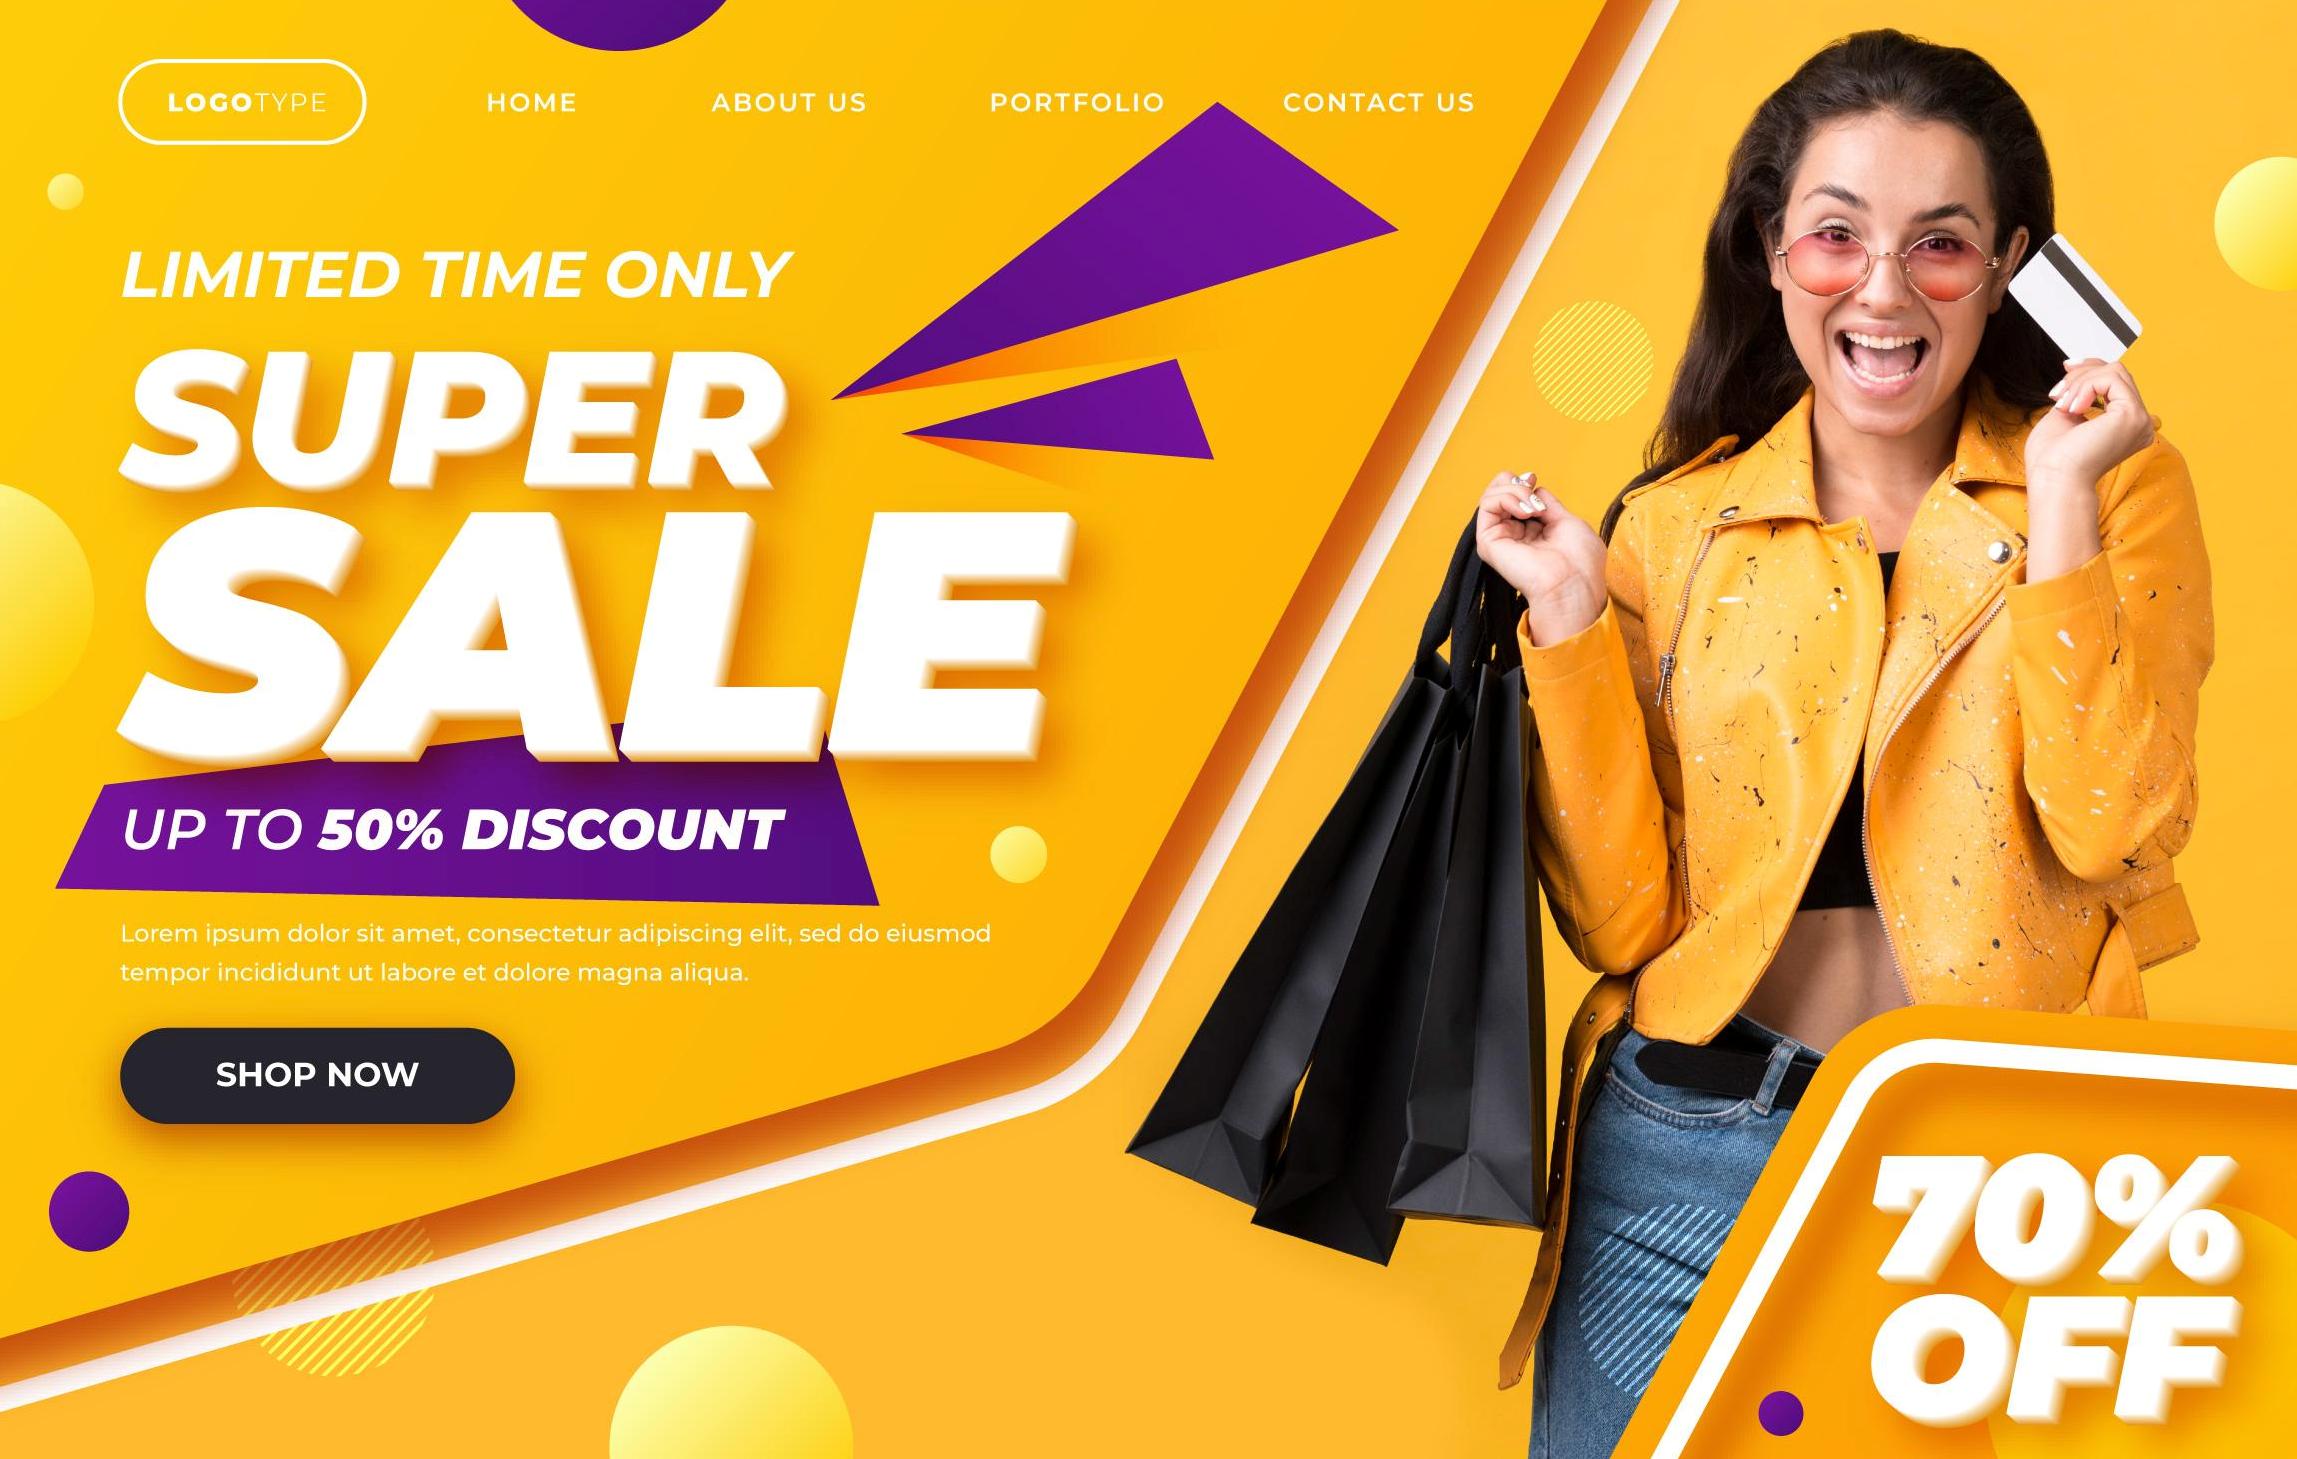 LOGOTYPE
HOME
ABOUT US
PORTFOLIO
CONTACT US
LIMITED TIME ONLY
SUPER
SALE
UP TO 50% DISCOUNT
Lorem ipsum dolor sit amet, consectetur adipiscing elit, sed do eiusmod
tempor incididunt ut labore et dolore magna aliqua.
SHOP NOW
70%
OFF